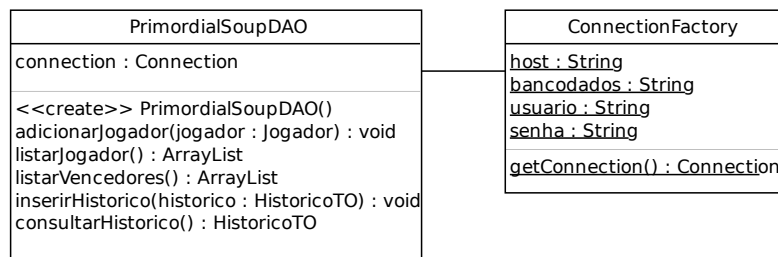 PrimordialSoupDAO
connection : Connection
<<create>> PrimordialSoupDAO()
adicionarJogador(jogador : Jogador) : void
listarJogador() : ArrayList
listarVencedores() : ArrayList
inserirHistorico(historico : HistoricoTO) : void
consultarHistorico() : HistoricoTO
ConnectionFactory
host : String
bancodados : String
usuario : String
senha : String
getConnection() : Connection